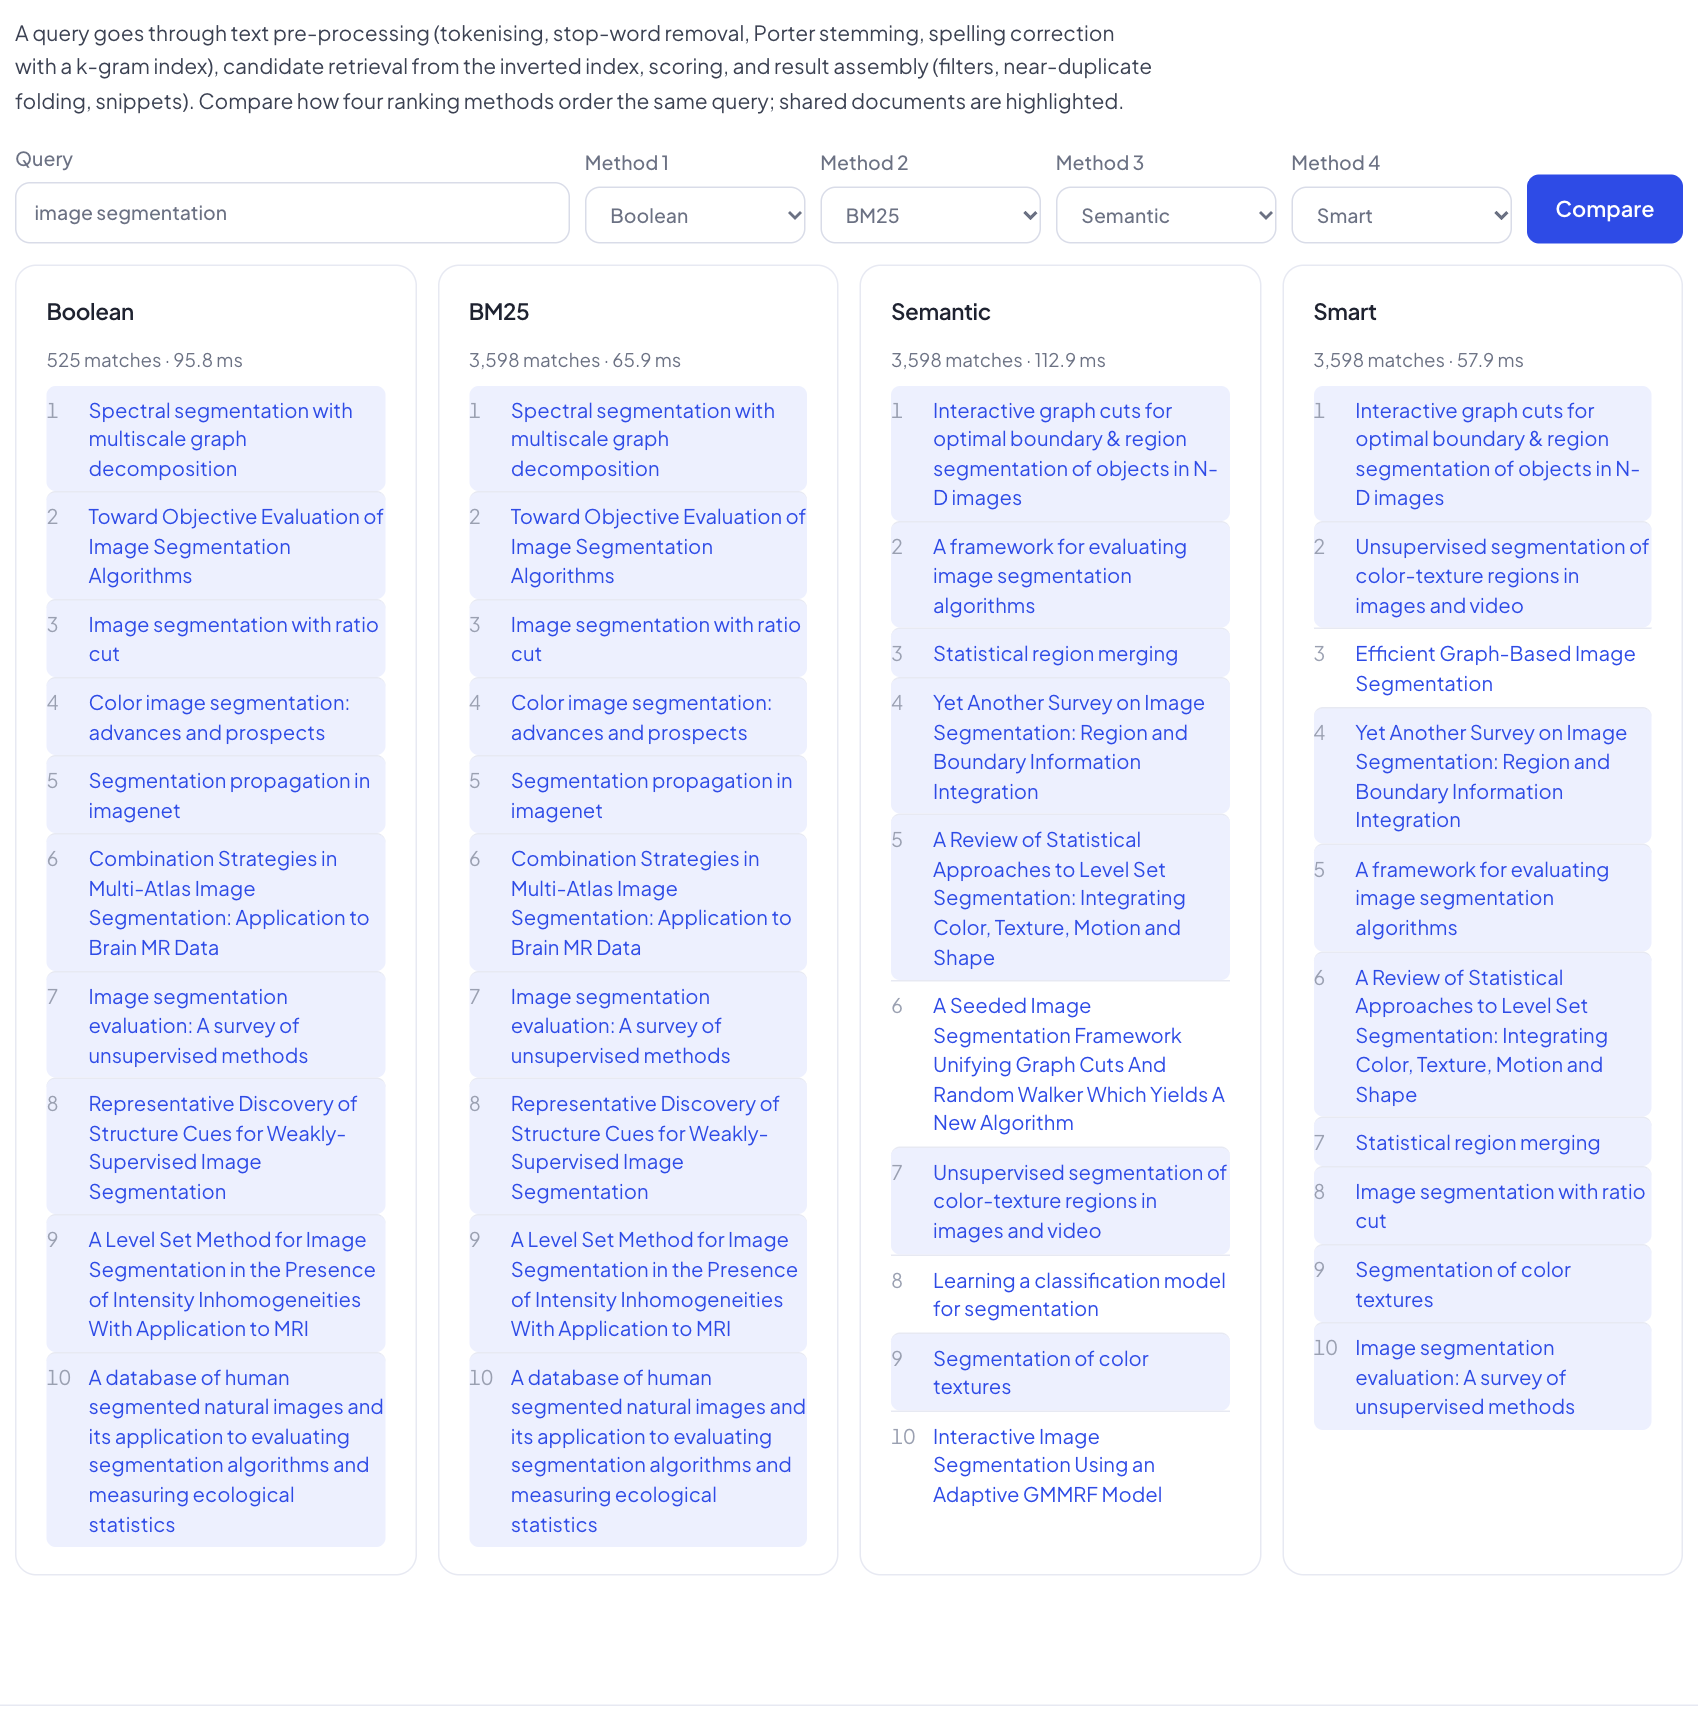 A query goes through text pre-processing (tokenising, stop-word removal, Porter stemming, spelling correction
with a k-gram index), candidate retrieval from the inverted index, scoring, and result assembly (filters, near-duplicate
folding, snippets). Compare how four ranking methods order the same query; shared documents are highlighted.
Query
image segmentation
Method 1
Boolean
Method 2
BM25
Method 3
Semantic
Method 4
Smart
Compare
Boolean
525 matches · 95.8 ms
1 Spectral segmentation with
multiscale graph
decomposition
2 Toward Objective Evaluation of
Image Segmentation
Algorithms
3 Image segmentation with ratio
cut
4 Color image segmentation:
advances and prospects
5 Segmentation propagation in
imagenet
6 Combination Strategies in
Multi-Atlas Image
Segmentation: Application to
Brain MR Data
7 Image segmentation
evaluation: A survey of
unsupervised methods
8 Representative Discovery of
Structure Cues for Weakly-
Supervised Image
Segmentation
9 A Level Set Method for Image
Segmentation in the Presence
of Intensity Inhomogeneities
With Application to MRI
10 A database of human
segmented natural images and
its application to evaluating
segmentation algorithms and
measuring ecological
statistics
BM25
3,598 matches · 65.9 ms
1 Spectral segmentation with
multiscale graph
decomposition
2 Toward Objective Evaluation of
Image Segmentation
Algorithms
3 Image segmentation with ratio
cut
4 Color image segmentation:
advances and prospects
5 Segmentation propagation in
imagenet
6 Combination Strategies in
Multi-Atlas Image
Segmentation: Application to
Brain MR Data
7 Image segmentation
evaluation: A survey of
unsupervised methods
8 Representative Discovery of
Structure Cues for Weakly-
Supervised Image
Segmentation
9 A Level Set Method for Image
Segmentation in the Presence
of Intensity Inhomogeneities
With Application to MRI
10 A database of human
segmented natural images and
its application to evaluating
segmentation algorithms and
measuring ecological
statistics
Semantic
3,598 matches · 112.9 ms
1 Interactive graph cuts for
optimal boundary & region
segmentation of objects in N-
D images
2 A framework for evaluating
image segmentation
algorithms
3 Statistical region merging
4 Yet Another Survey on Image
Segmentation: Region and
Boundary Information
Integration
5 A Review of Statistical
Approaches to Level Set
Segmentation: Integrating
Color, Texture, Motion and
Shape
6 A Seeded Image
Segmentation Framework
Unifying Graph Cuts And
Random Walker Which Yields A
New Algorithm
7 Unsupervised segmentation of
color-texture regions in
images and video
8 Learning a classification model
for segmentation
9 Segmentation of color
textures
10 Interactive Image
Segmentation Using an
Adaptive GMMRF Model
Smart
3,598 matches · 57.9 ms
1 Interactive graph cuts for
optimal boundary & region
segmentation of objects in N-
D images
2 Unsupervised segmentation of
color-texture regions in
images and video
3 Efficient Graph-Based Image
Segmentation
4 Yet Another Survey on Image
Segmentation: Region and
Boundary Information
Integration
5 A framework for evaluating
image segmentation
algorithms
6 A Review of Statistical
Approaches to Level Set
Segmentation: Integrating
Color, Texture, Motion and
Shape
7 Statistical region merging
8 Image segmentation with ratio
cut
9 Segmentation of color
textures
10 Image segmentation
evaluation: A survey of
unsupervised methods